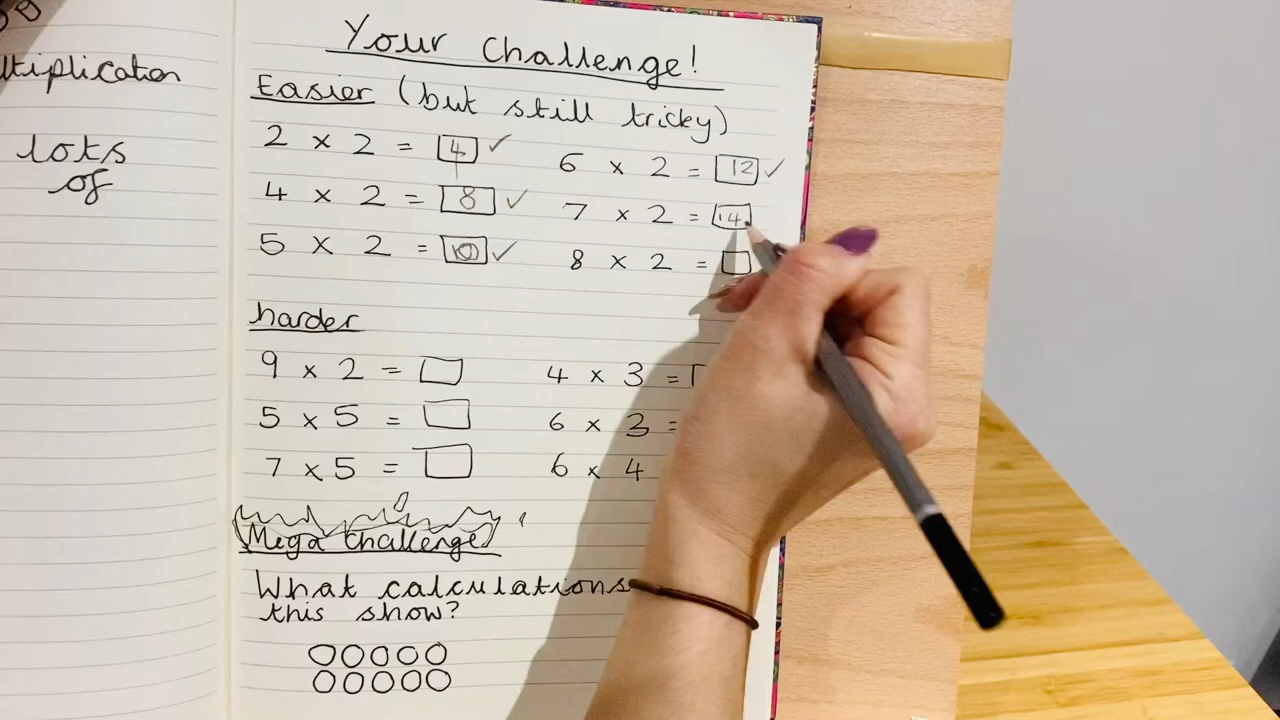 ltiplication
lots
of
Your Challenge!
Easier (but still tricky)
2 x 2 = 4 ✓
4 x 2 = 8 ✓
5 x 2 = 10 ✓
6 x 2 = 12 ✓
7 x 2 = 14
8 x 2 =
harder
9 x 2 =
5 x 5 =
7 x 5 =
4 x 3 =
6 x 3 =
6 x 4
Mega Challenge
What calculations
this show?